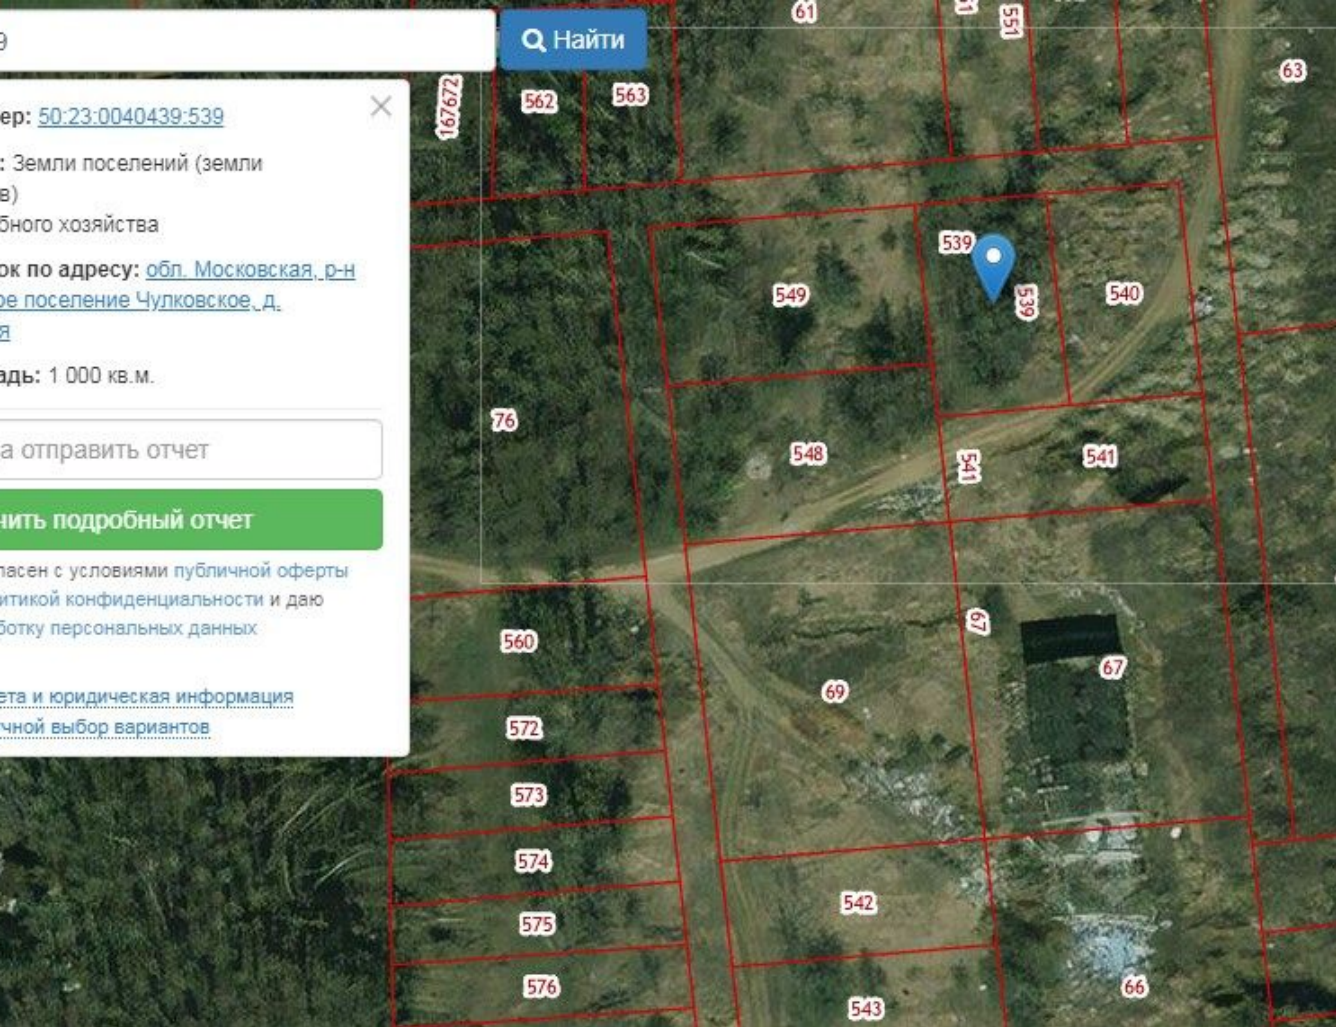 9
Найти
ер: 50:23:0040439:539
: Земли поселений (земли
в)
бного хозяйства
ок по адресу: обл. Московская, р-н
ое поселение Чулковское, д.
я
адь: 1 000 кв.м.
а отправить отчет
чить подробный отчет
ласен с условиями публичной оферты
итикой конфиденциальности и даю
ботку персональных данных
ета и юридическая информация
чной выбор вариантов
61
551
63
167672
562
563
539
549
539
540
76
548
541
541
560
67
67
69
572
573
574
542
575
576
66
543